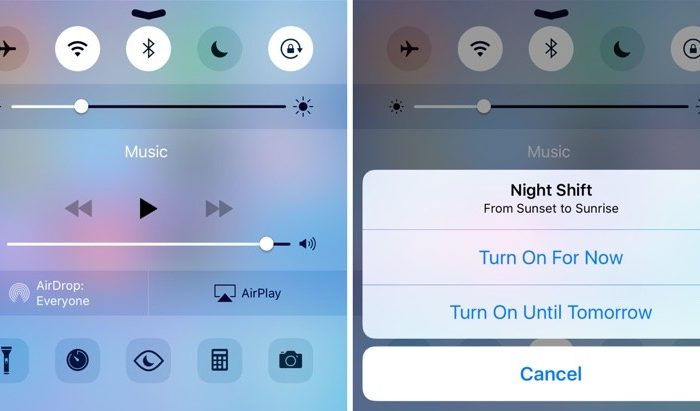 Music
AirDrop:
Everyone
AirPlay
Music
Night Shift
From Sunset to Sunrise
Turn On For Now
Turn On Until Tomorrow
Cancel